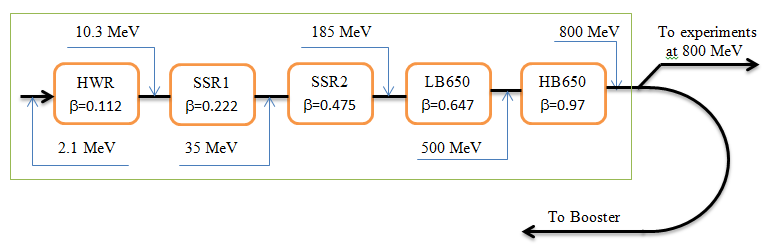 10.3 MeV
185 MeV
800 MeV
To experiments
at 800 MeV
HWR
β=0.112
SSR1
β=0.222
SSR2
β=0.475
LB650
β=0.647
HB650
β=0.97
2.1 MeV
35 MeV
500 MeV
To Booster